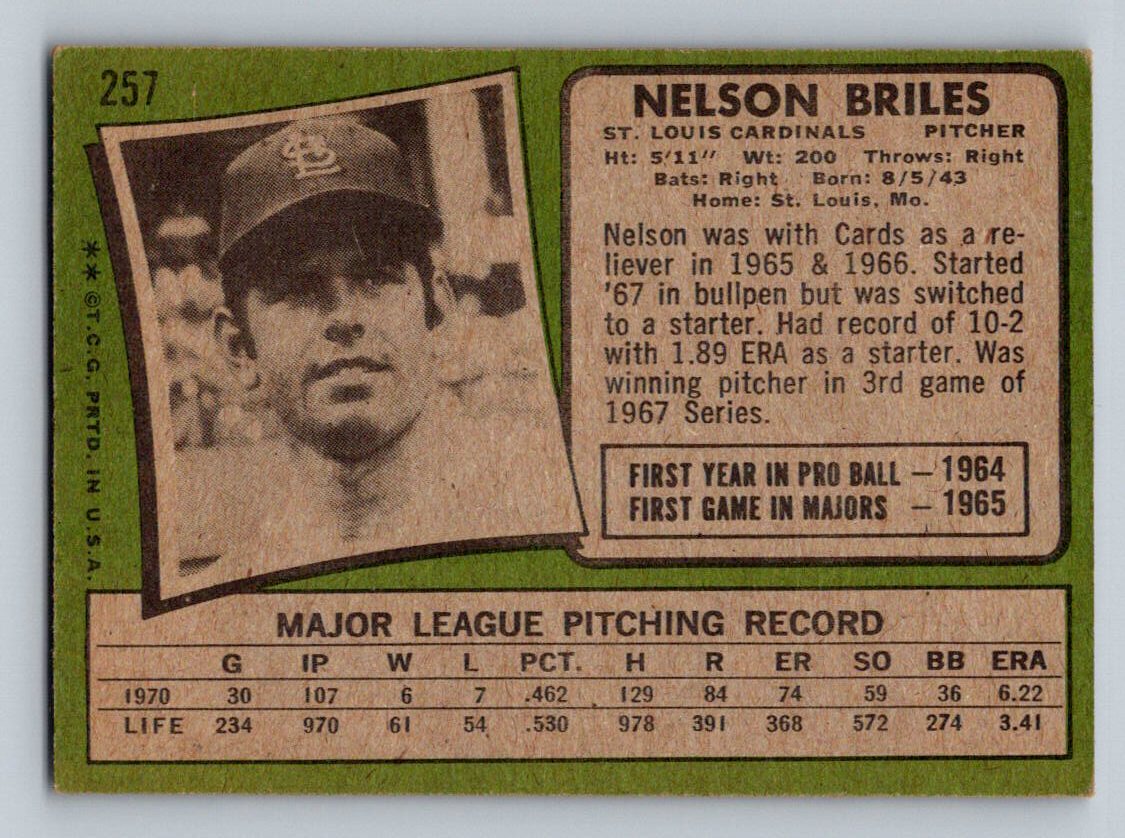 257
NELSON BRILES
ST. LOUIS CARDINALS PITCHER
Ht: 5'11" Wt: 200 Throws: Right
Bats: Right Born: 8/5/43
Home: St. Louis, Mo.
Nelson was with Cards as a re-
liever in 1965 & 1966. Started
'67 in bullpen but was switched
to a starter. Had record of 10-2
with 1.89 ERA as a starter. Was
winning pitcher in 3rd game of
1967 Series.
FIRST YEAR IN PRO BALL — 1964
FIRST GAME IN MAJORS — 1965
**©T.C.G. PRTD. IN U.S.A.
StL
MAJOR LEAGUE PITCHING RECORD
G IP W L PCT. H R ER SO BB ERA
1970 30 107 6 7 .462 129 84 74 59 36 6.22
LIFE 234 970 61 54 .530 978 391 368 572 274 3.41